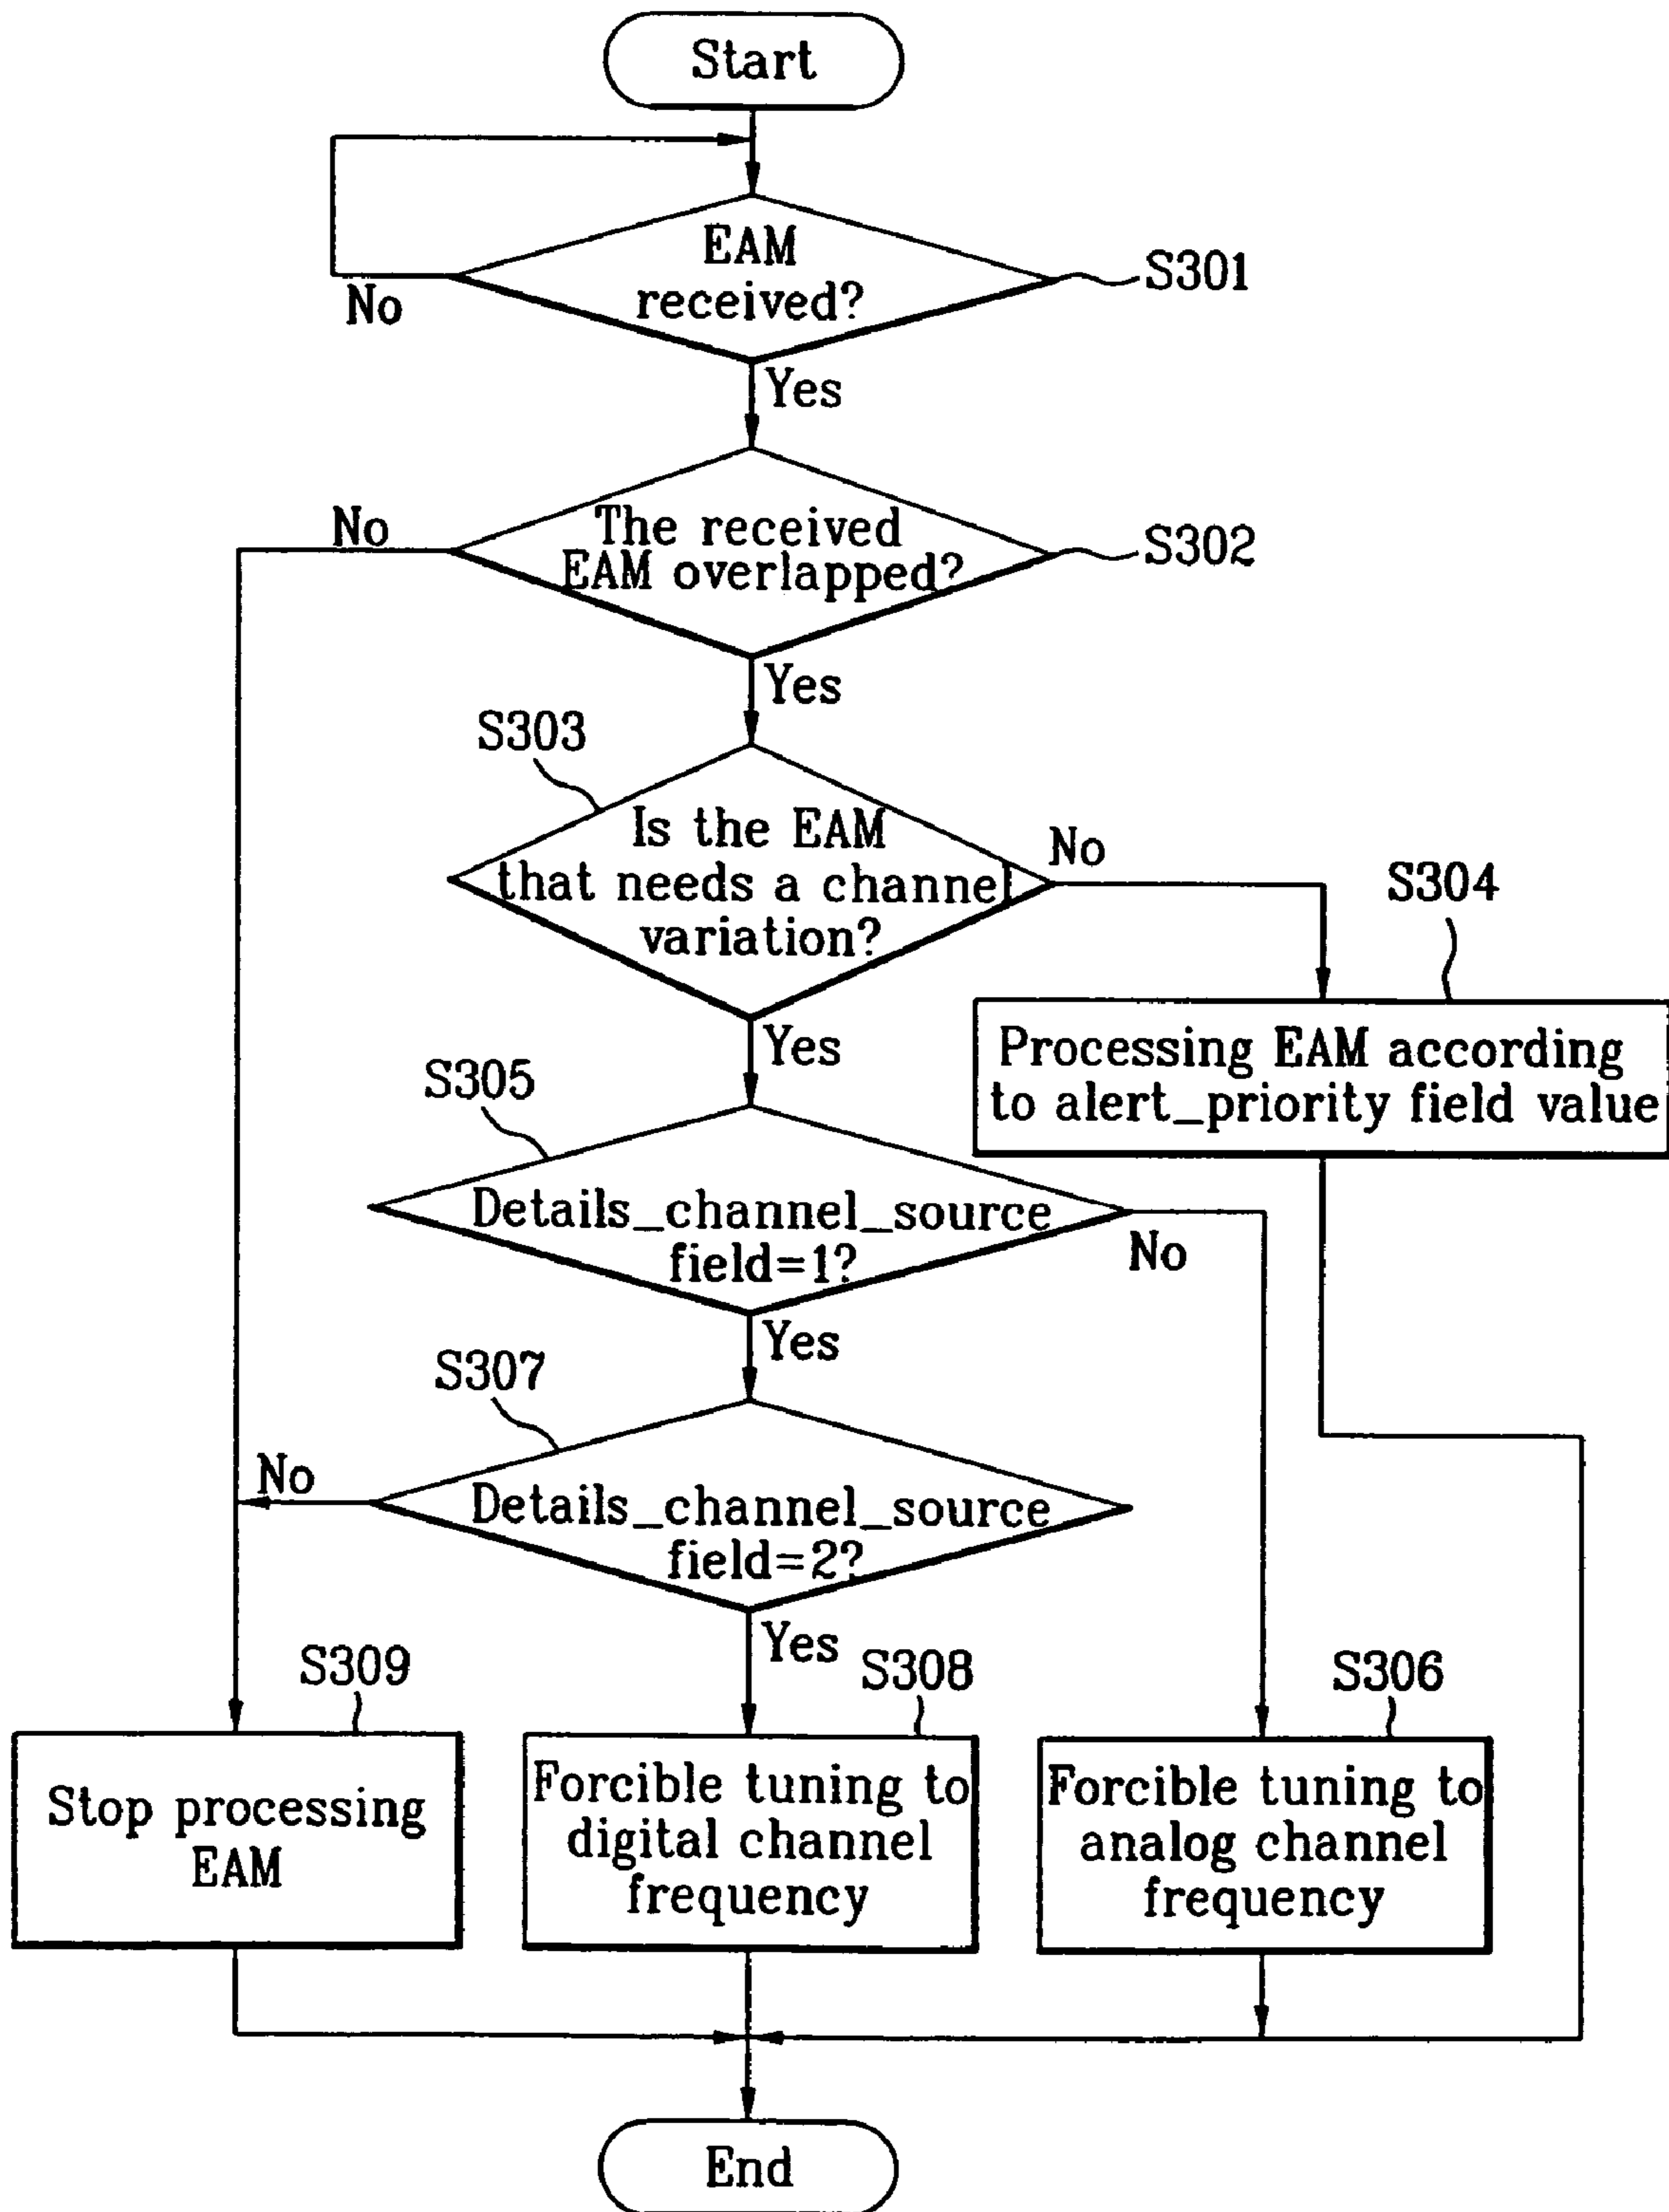 Start
EAM
received?
S301
No
Yes
The received
EAM overlapped?
S302
No
Yes
S303
Is the EAM
that needs a channel
variation?
No
S304
Processing EAM according
to alert_priority field value
Yes
S305
Details_channel_source
field=1?
No
Yes
S307
Details_channel_source
field=2?
No
Yes
S309
Stop processing
EAM
S308
Forcible tuning to
digital channel
frequency
S306
Forcible tuning to
analog channel
frequency
End